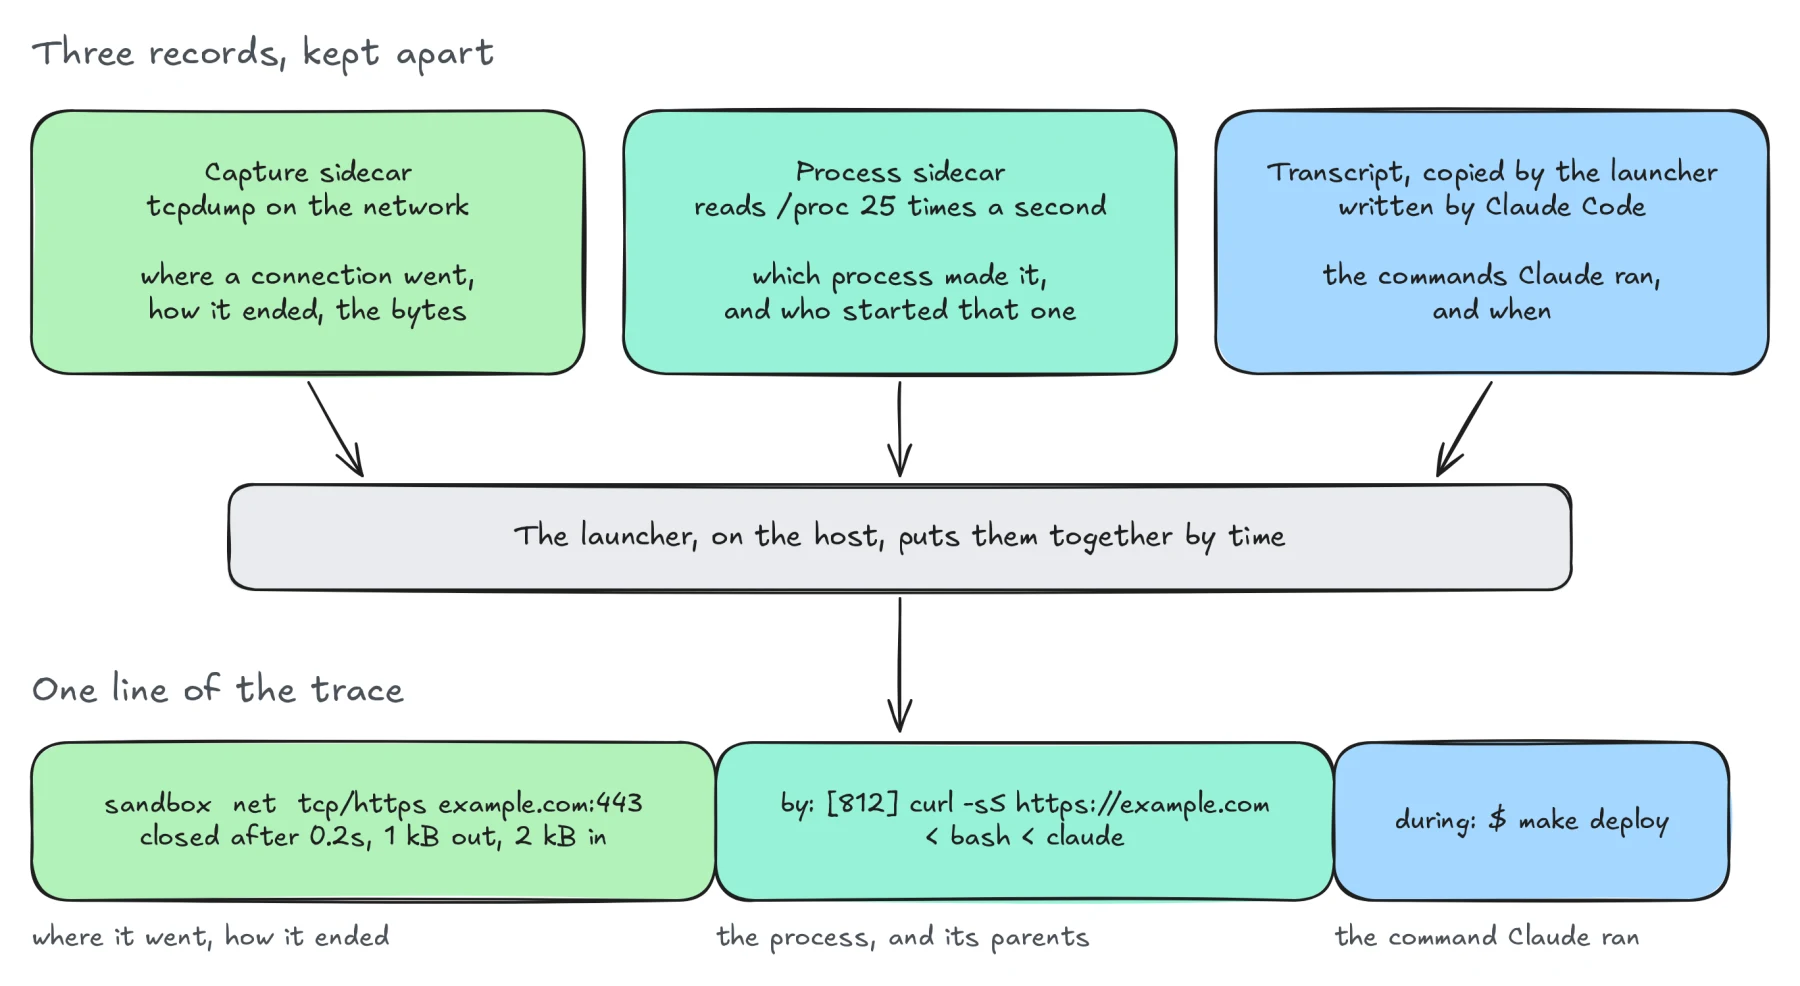 Three records, kept apart
Capture sidecar
tcpdump on the network
where a connection went,
how it ended, the bytes
Process sidecar
reads /proc 25 times a second
which process made it,
and who started that one
Transcript, copied by the launcher
written by Claude Code
the commands Claude ran,
and when
The launcher, on the host, puts them together by time
One line of the trace
sandbox  net  tcp/https example.com:443
closed after 0.2s, 1 kB out, 2 kB in
by: [812] curl -sS https://example.com
< bash < claude
during: $ make deploy
where it went, how it ended
the process, and its parents
the command Claude ran